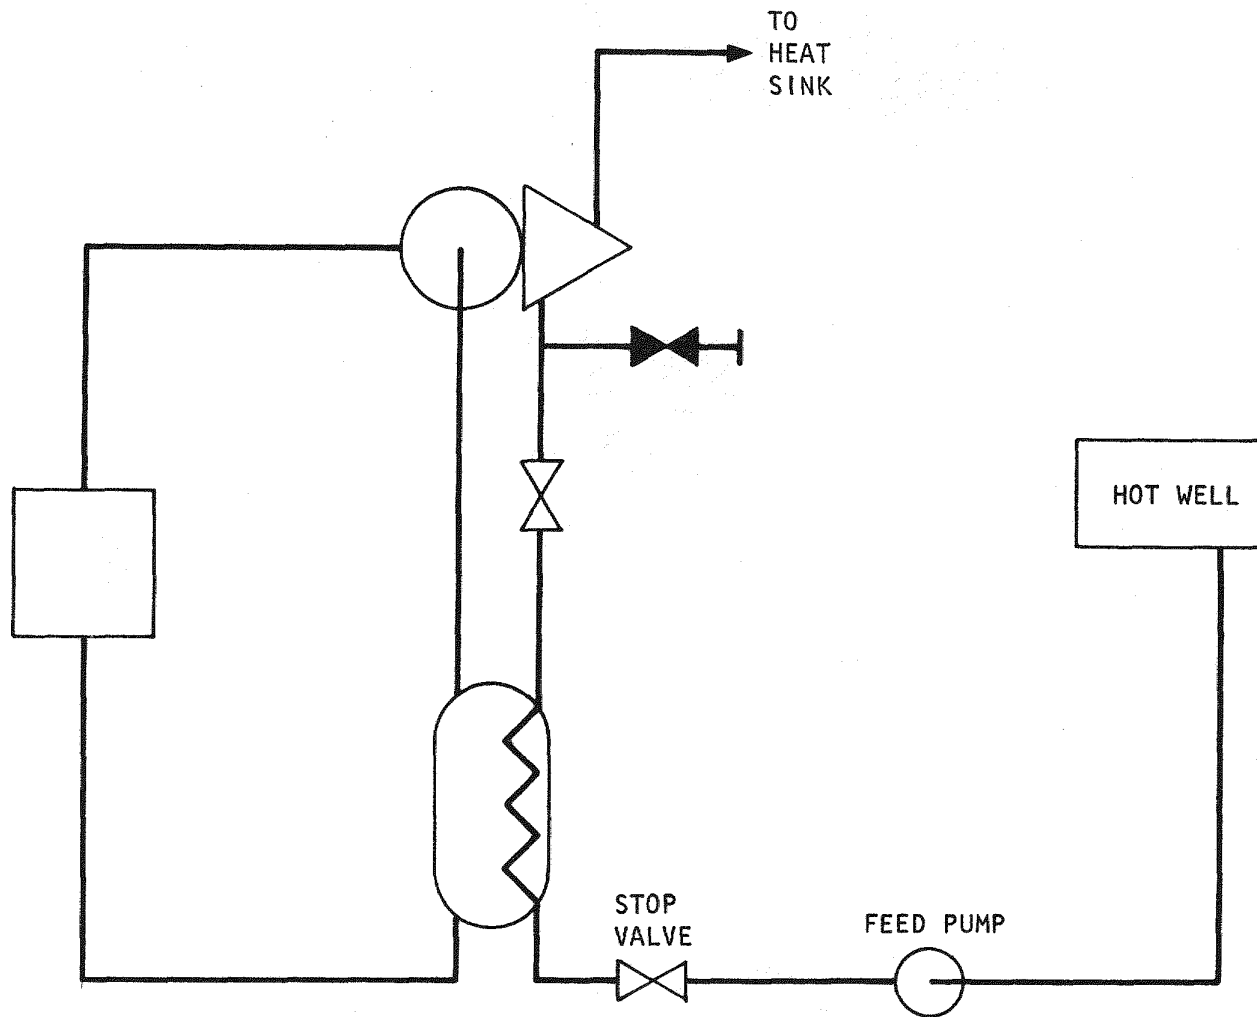 TO
HEAT
SINK
HOT WELL
STOP
VALVE
FEED PUMP